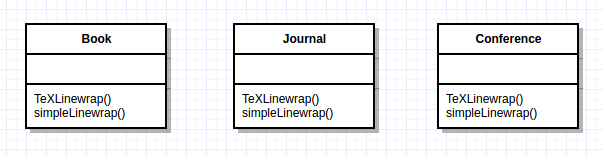 Book
TeXLinewrap()
simpleLinewrap()
Journal
TeXLinewrap()
simpleLinewrap()
Conference
TeXLinewrap()
simpleLinewrap()